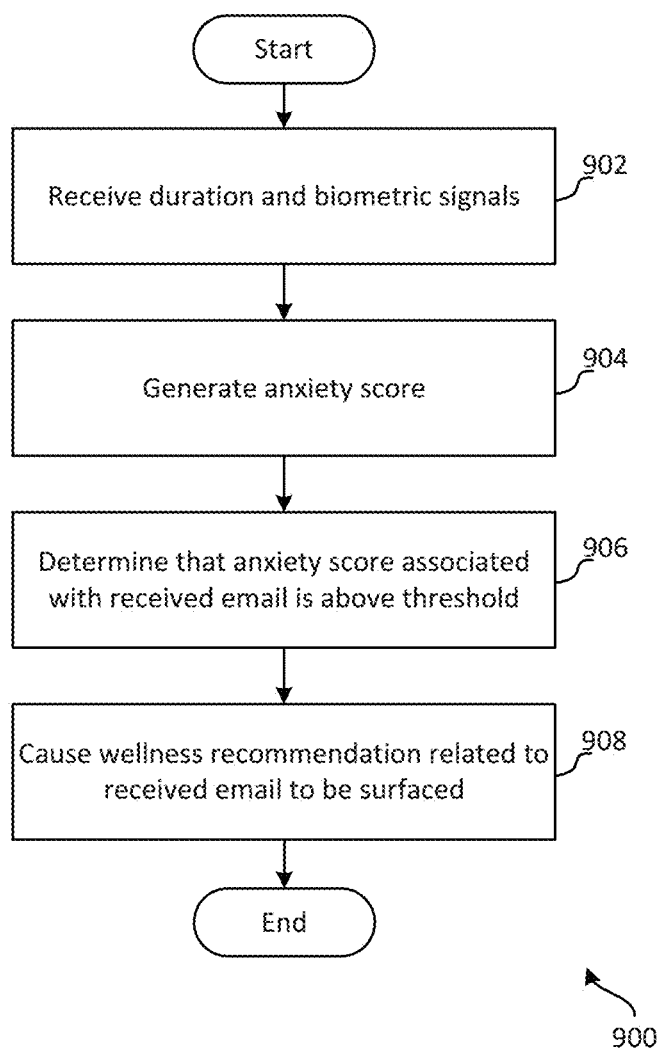 Start
Receive duration and biometric signals
902
Generate anxiety score
904
Determine that anxiety score associated
with received email is above threshold
906
Cause wellness recommendation related to
received email to be surfaced
908
End
900